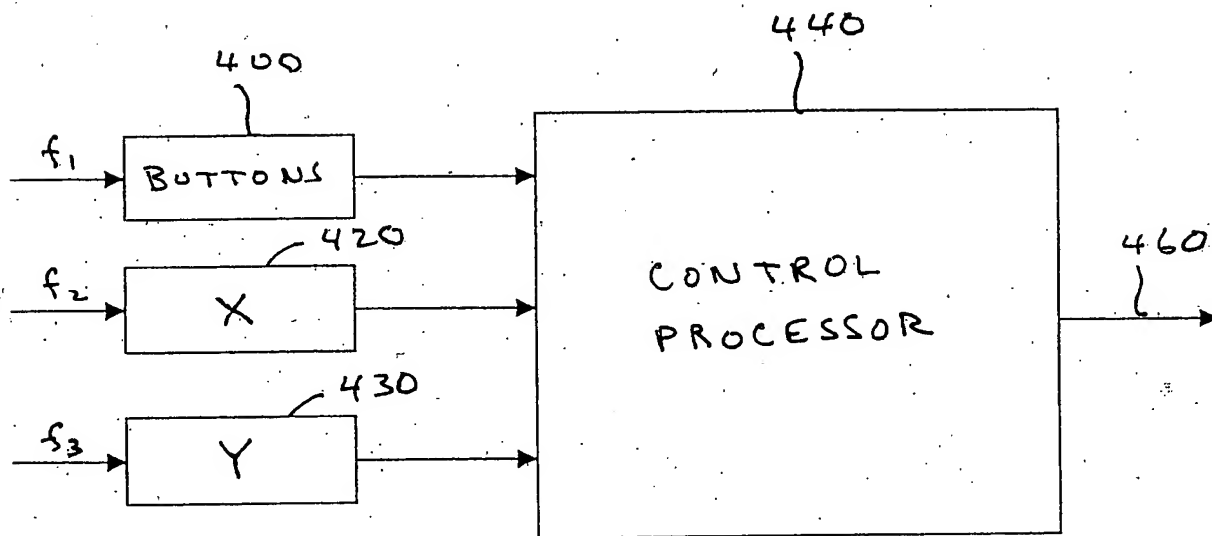 440
400
f1
BUTTONS
420
f2
X
CONTROL
PROCESSOR
460
430
f3
Y